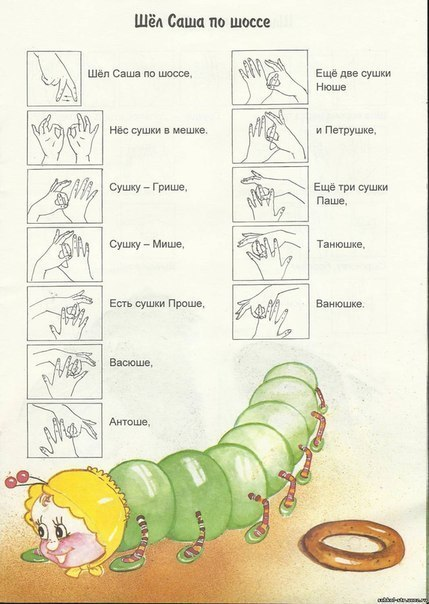 Шёл Саша по шоссе
Шёл Саша по шоссе,
Нёс сушки в мешке.
Сушку – Грише,
Сушку – Мише,
Есть сушки Проше,
Васюше,
Антоше,
Ещё две сушки
Нюше
и Петрушке,
Ещё три сушки
Паше,
Танюшке,
Ванюшке.